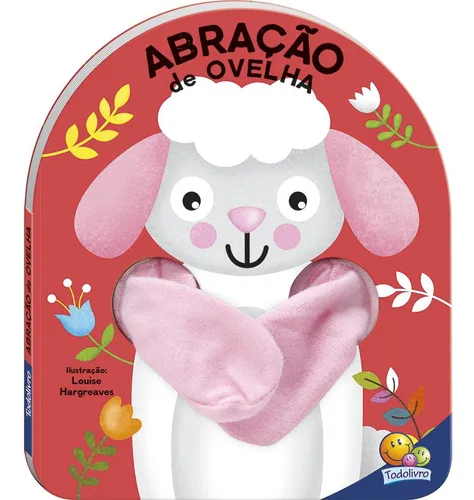 ABRAÇÃO
de OVELHA
Ilustração:
Louise
Hargreaves
ABRAÇÃO de OVELHA
Todolivro
Todolivro